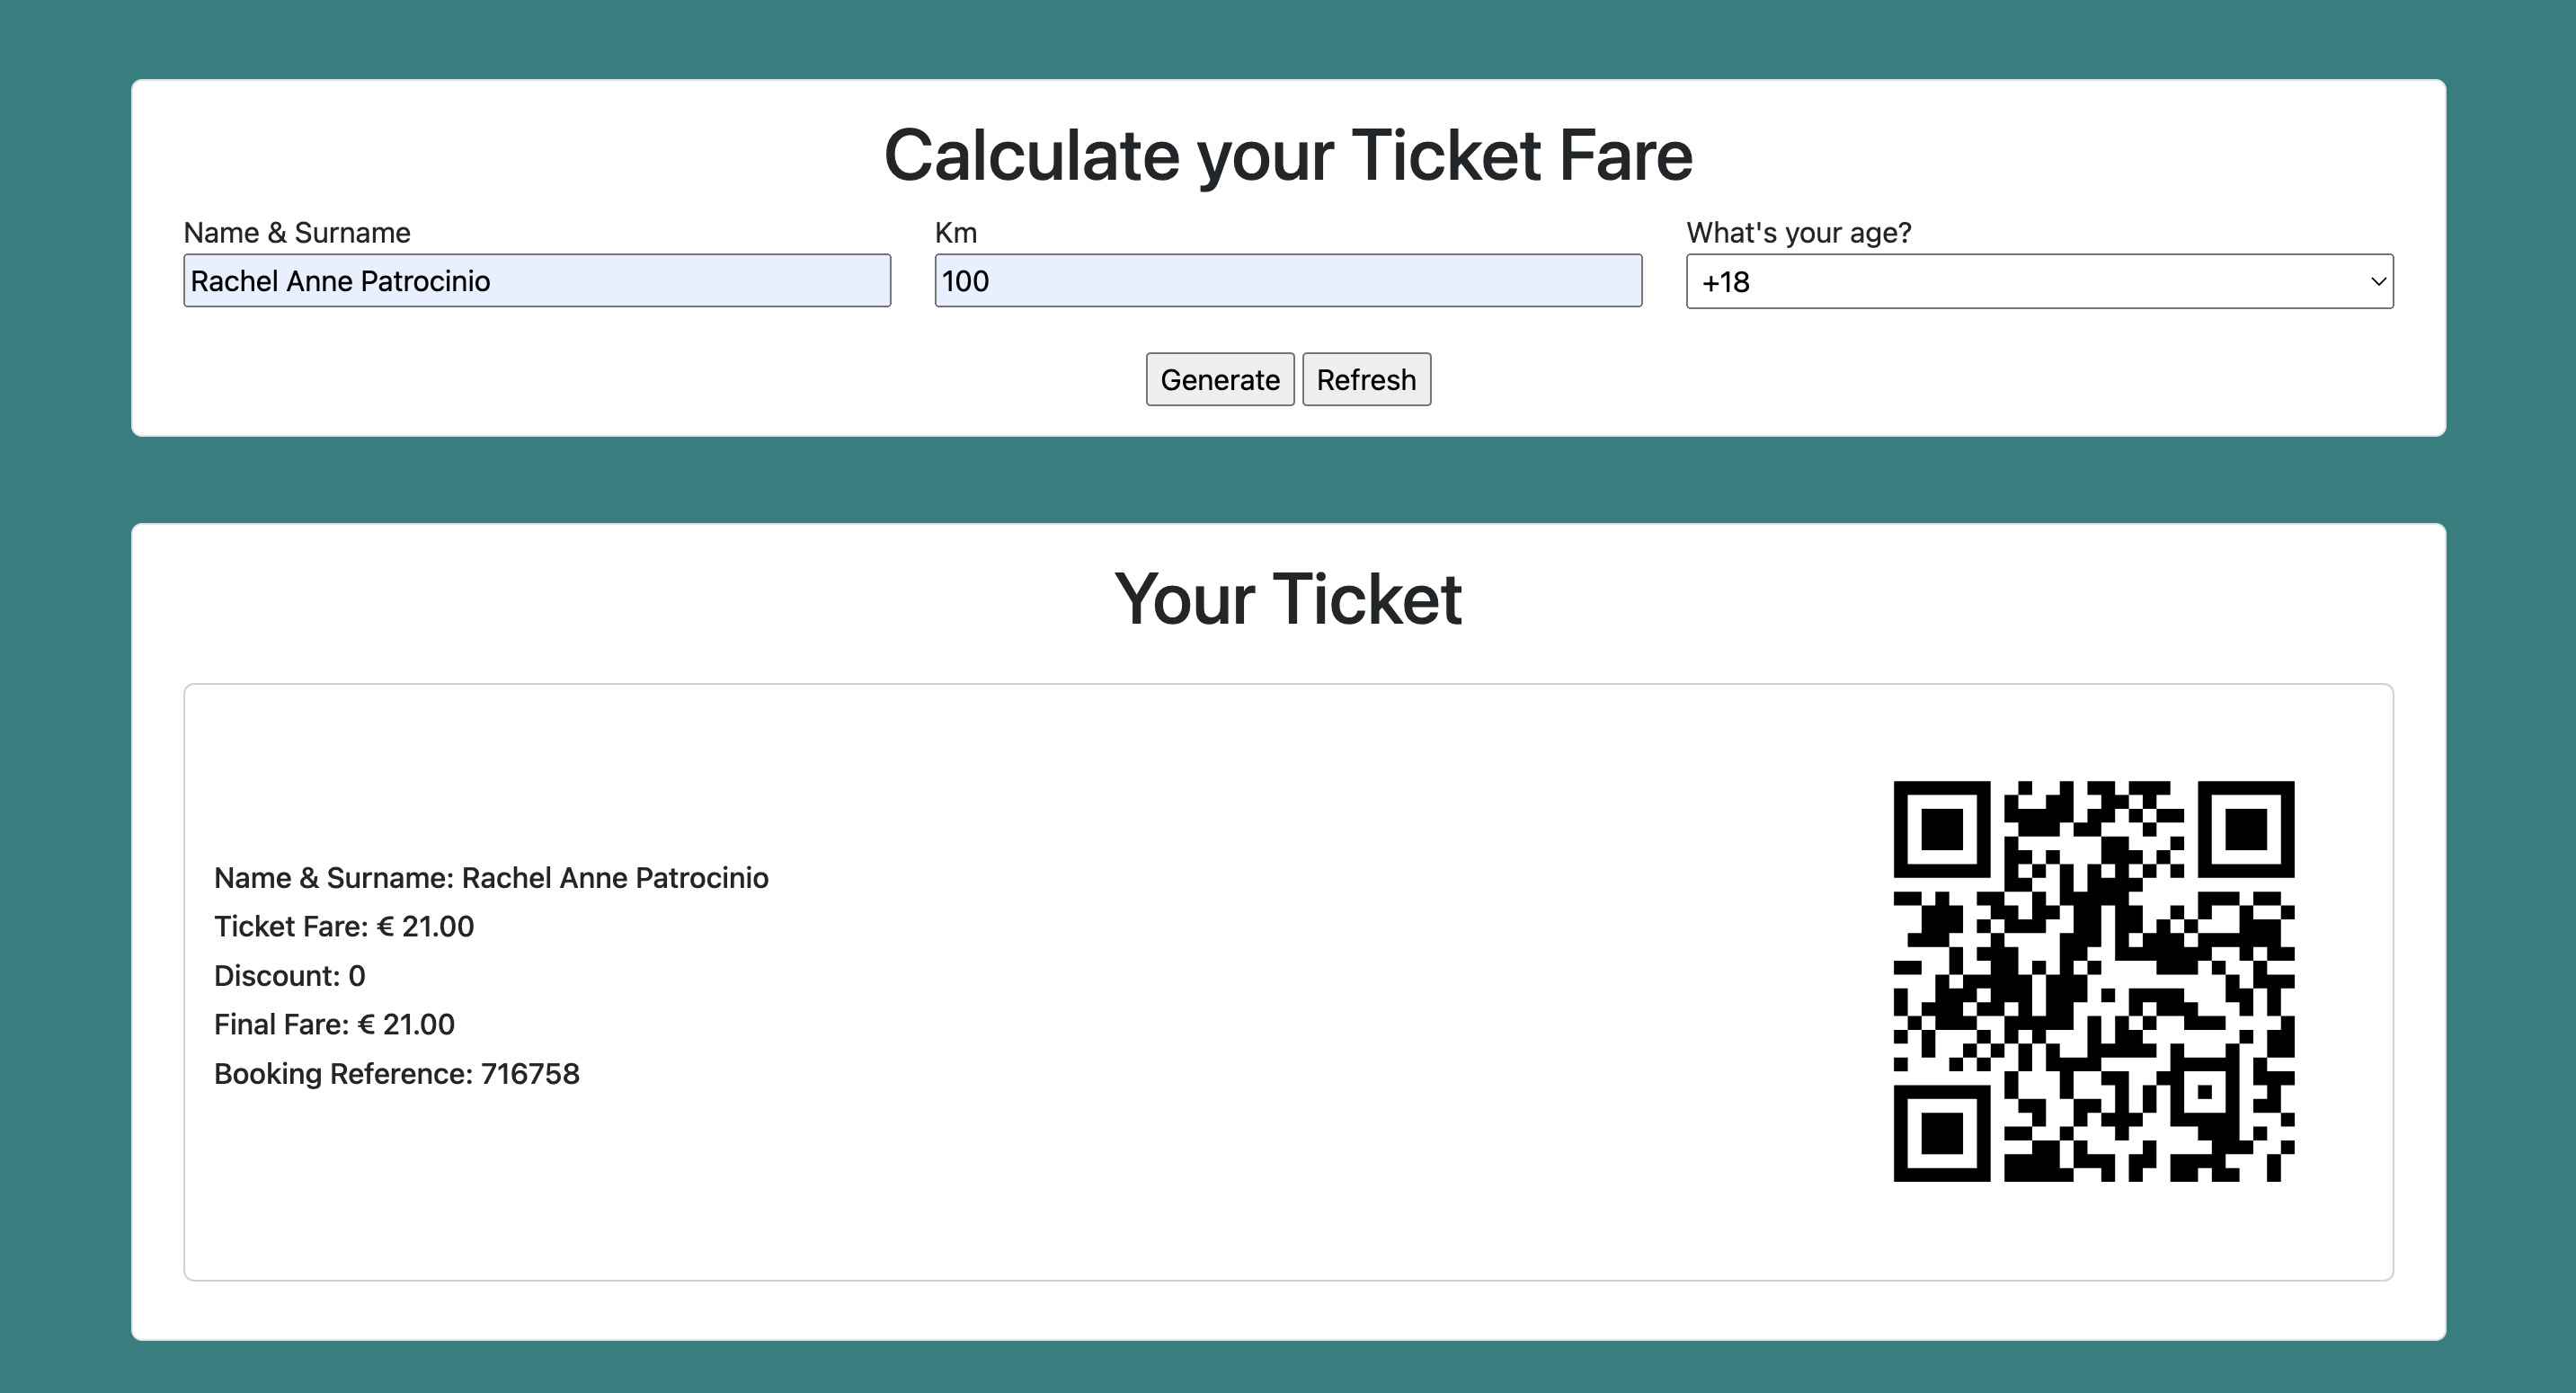 Calculate your Ticket Fare
Name & Surname
Km
What's your age?
Rachel Anne Patrocinio
100
+18
Generate
Refresh
Your Ticket
Name & Surname: Rachel Anne Patrocinio
Ticket Fare: € 21.00
Discount: 0
Final Fare: € 21.00
Booking Reference: 716758